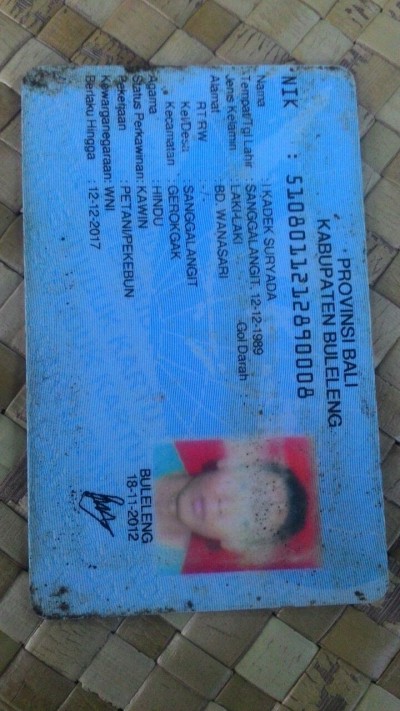 PROVINSI BALI
KABUPATEN BULELENG
NIK : 5108011212890008
Nama : KADEK SURYADA
Tempat/Tgl Lahir : SANGGALANGIT, 12-12-1989
Jenis Kelamin : LAKI-LAKI Gol Darah
Alamat : BD. WANASARI
RT/RW : -/-
Kel/Desa : SANGGALANGIT
Kecamatan : GEROKGAK
Agama : HINDU
Status Perkawinan: KAWIN
Pekerjaan : PETANI/PEKEBUN
Kewarganegaraan: WNI
Berlaku Hingga : 12-12-2017
BULELENG
18-11-2012